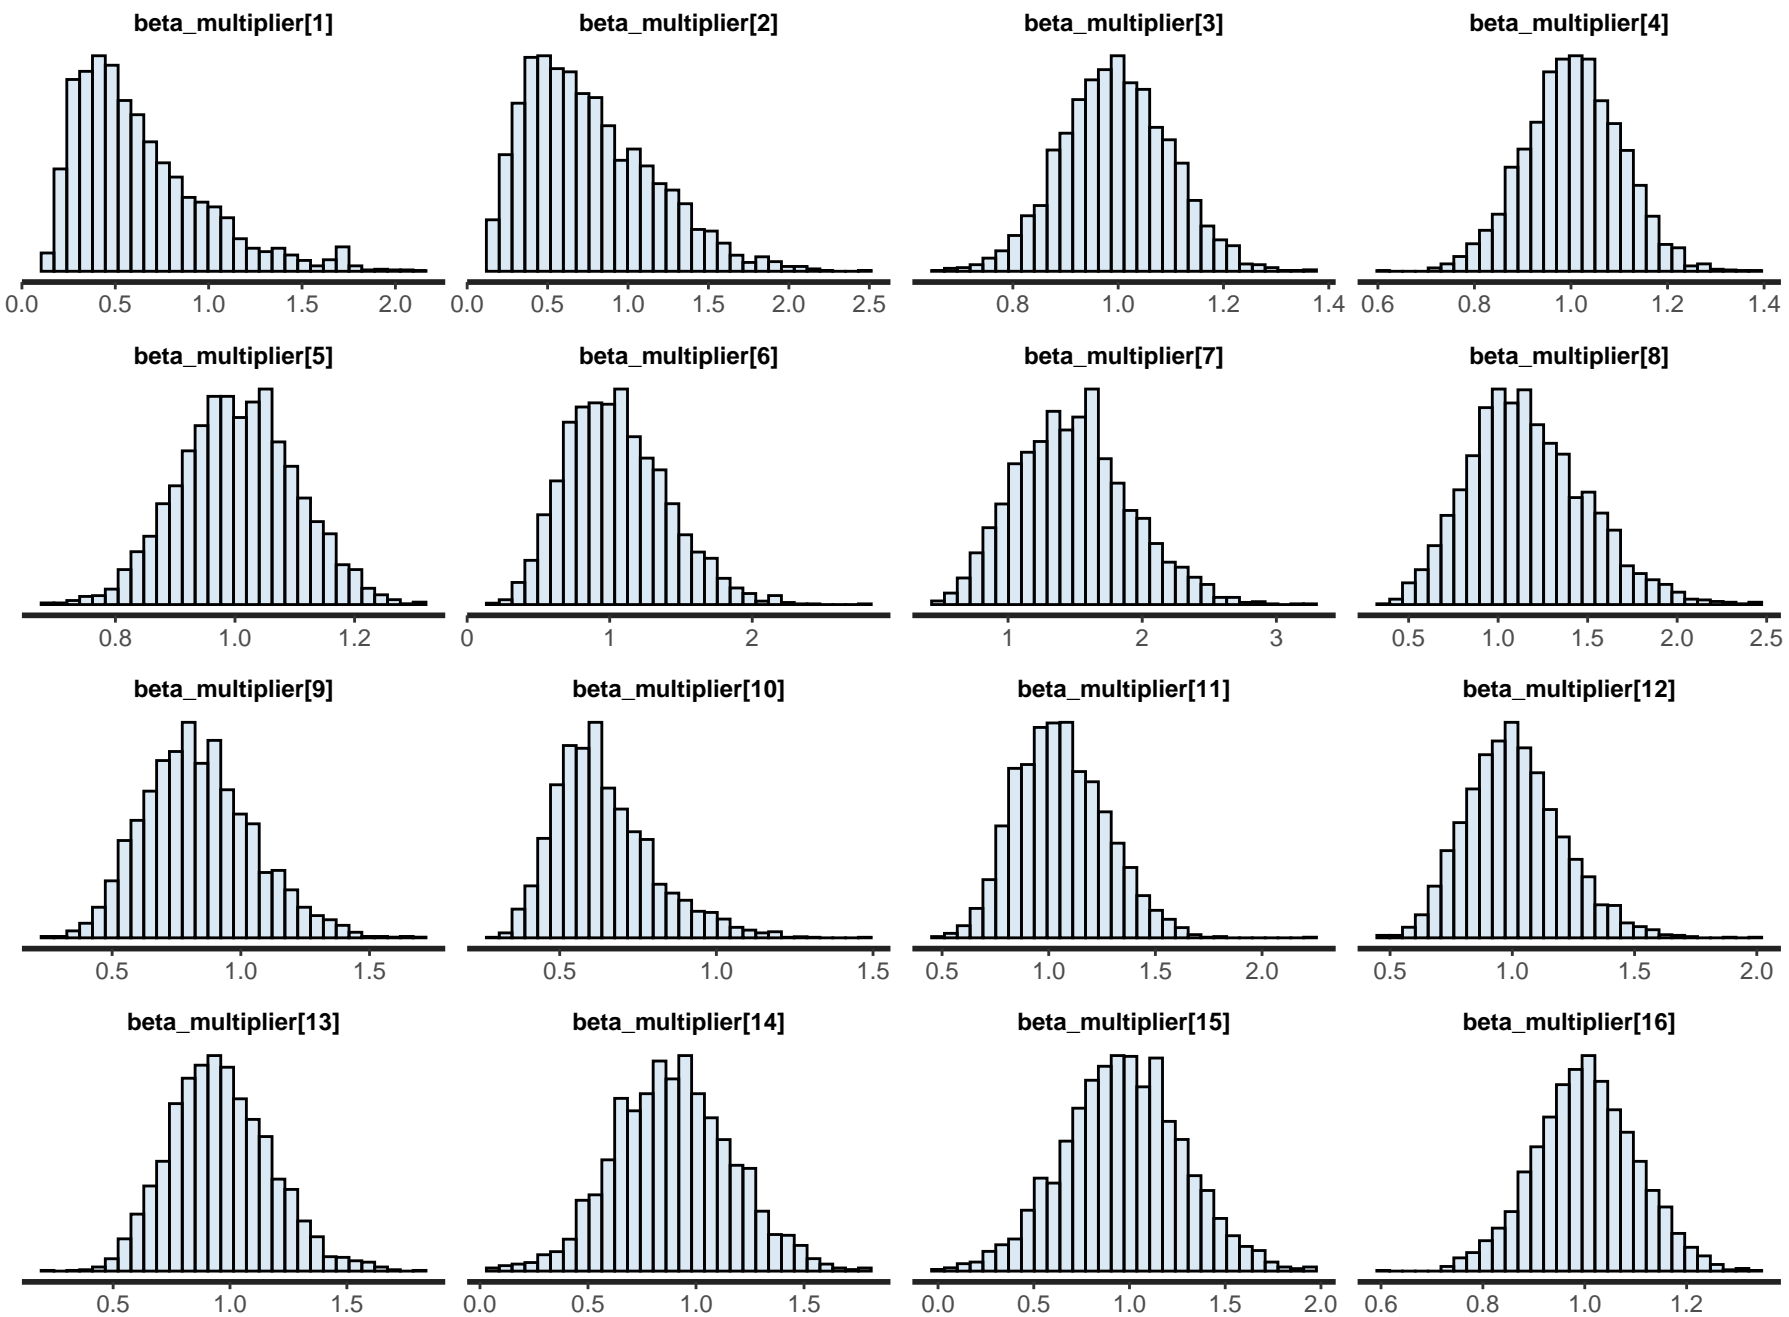 beta_multiplier[1] beta_multiplier[2] beta_multiplier[3] beta_multiplier[4]
0.0 0.5 1.0 1.5 2.0 0.0 0.5 1.0 1.5 2.0 2.5 0.8 1.0 1.2 1.4 0.6 0.8 1.0 1.2 1.4
beta_multiplier[5] beta_multiplier[6] beta_multiplier[7] beta_multiplier[8]
0.8 1.0 1.2 0 1 2 1 2 3 0.5 1.0 1.5 2.0 2.5
beta_multiplier[9] beta_multiplier[10] beta_multiplier[11] beta_multiplier[12]
0.5 1.0 1.5 0.5 1.0 1.5 0.5 1.0 1.5 2.0 0.5 1.0 1.5 2.0
beta_multiplier[13] beta_multiplier[14] beta_multiplier[15] beta_multiplier[16]
0.5 1.0 1.5 0.0 0.5 1.0 1.5 0.0 0.5 1.0 1.5 2.0 0.6 0.8 1.0 1.2